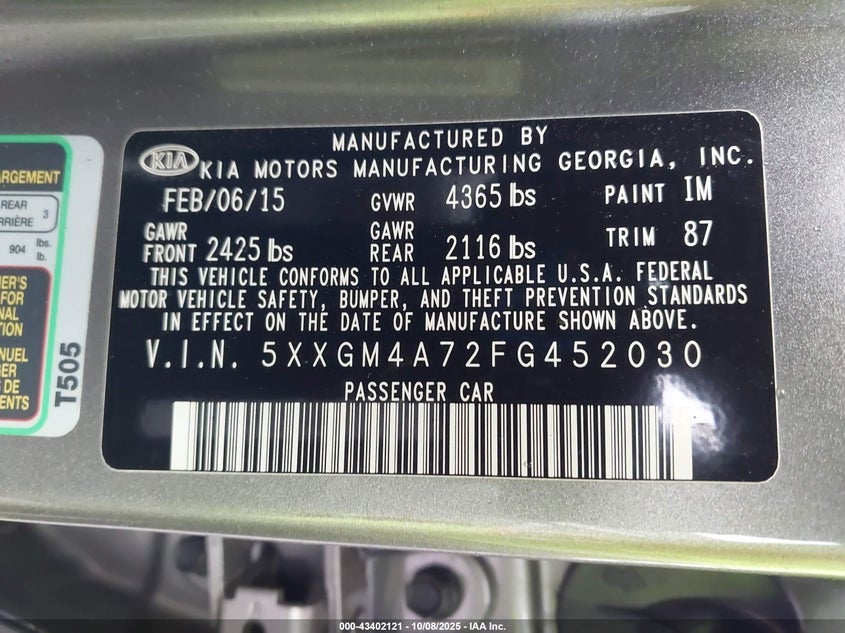 ARGEMENT
REAR
RRIÈRE
3
904
lbs.
lb.
T505
MANUFACTURED BY
KIA
KIA MOTORS MANUFACTURING GEORGIA, INC.
FEB/06/15 GVWR 4365 lbs PAINT IM
GAWR FRONT 2425 lbs GAWR REAR 2116 lbs TRIM 87
THIS VEHICLE CONFORMS TO ALL APPLICABLE U.S.A. FEDERAL
MOTOR VEHICLE SAFETY, BUMPER, AND THEFT PREVENTION STANDARDS
IN EFFECT ON THE DATE OF MANUFACTURE SHOWN ABOVE.
V.I.N. 5XXGM4A72FG452030
PASSENGER CAR
000-43402121 - 10/08/2025 - IAA Inc.